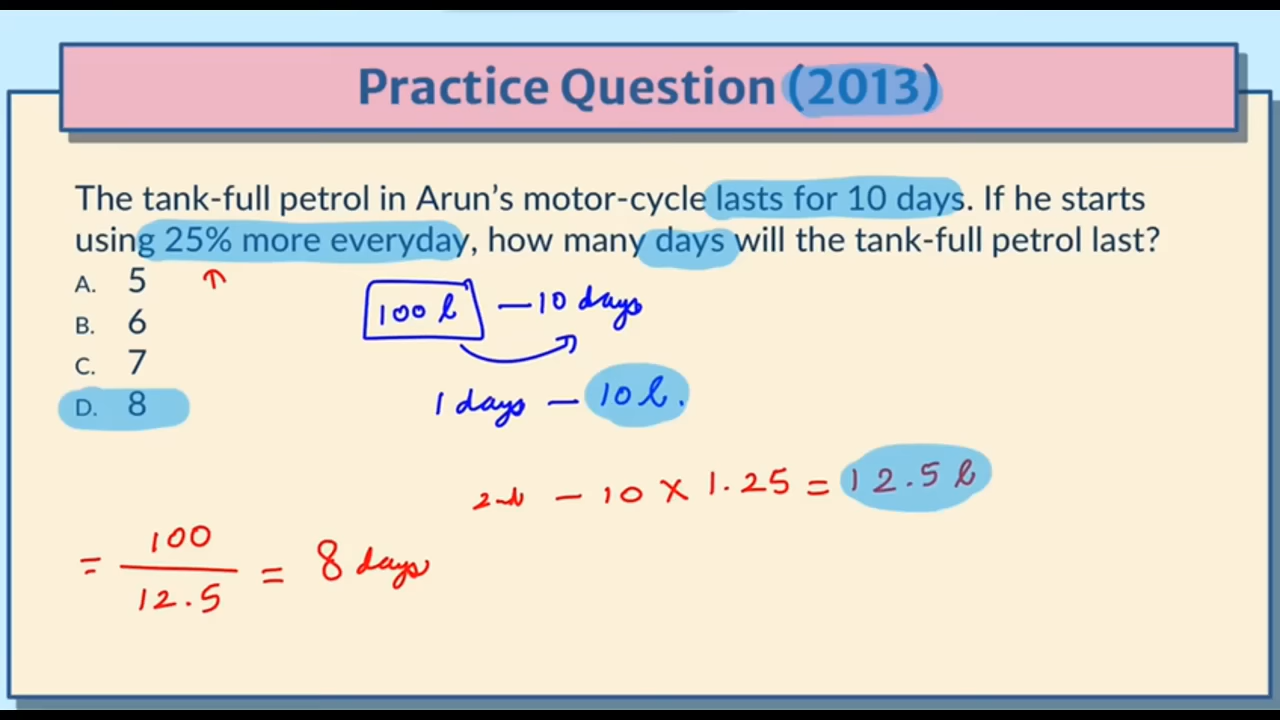 Practice Question (2013)
The tank-full petrol in Arun's motor-cycle lasts for 10 days. If he starts
using 25% more everyday, how many days will the tank-full petrol last?
A. 5
B. 6
C. 7
D. 8
100 l — 10 days
1 days — 10 l.
— 10 × 1.25 = 12.5 l
= 100
12.5 = 8 days